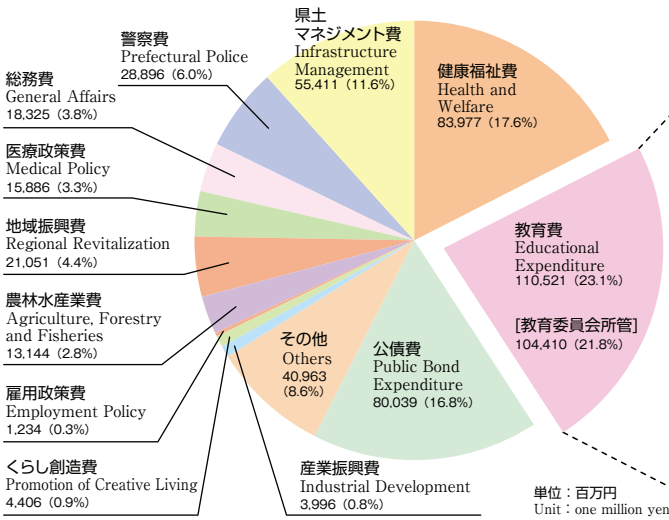 県土
マネジメント費
Infrastructure
Management
55,411（11.6%）
警察費
Prefectural Police
28,896（6.0%）
総務費
General Affairs
18,325（3.8%）
医療政策費
Medical Policy
15,886（3.3%）
地域振興費
Regional Revitalization
21,051（4.4%）
農林水産業費
Agriculture, Forestry
and Fisheries
13,144（2.8%）
雇用政策費
Employment Policy
1,234（0.3%）
くらし創造費
Promotion of Creative Living
4,406（0.9%）
産業振興費
Industrial Development
3,996（0.8%）
その他
Others
40,963
（8.6%）
公債費
Public Bond
Expenditure
80,039（16.8%）
健康福祉費
Health and
Welfare
83,977（17.6%）
教育費
Educational
Expenditure
110,521（23.1%）
[教育委員会所管]
104,410（21.8%）
単位：百万円
Unit : one million yen